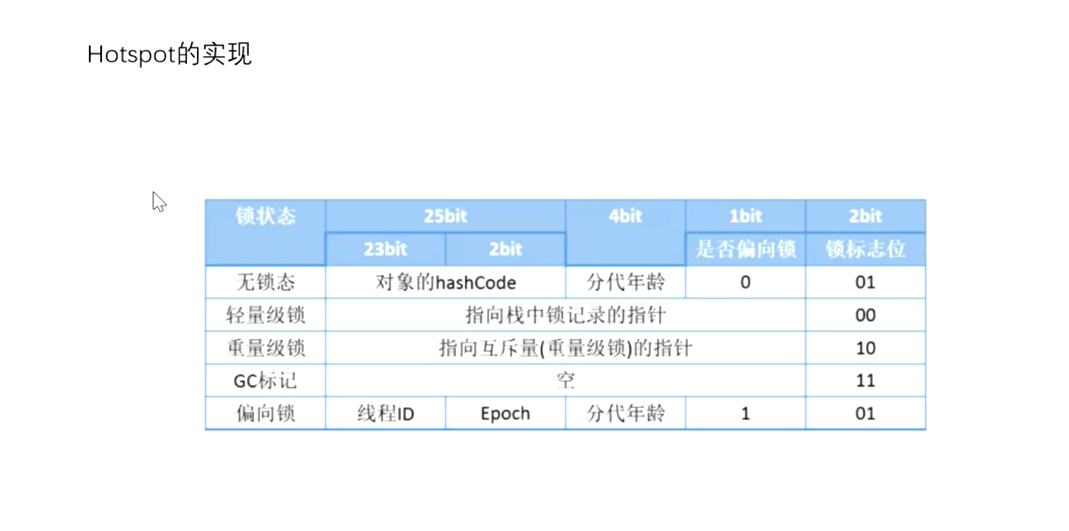 Hotspot的实现
锁状态 25bit 4bit 1bit 2bit
23bit 2bit 是否偏向锁 锁标志位
无锁态 对象的hashCode 分代年龄 0 01
轻量级锁 指向栈中锁记录的指针 00
重量级锁 指向互斥量(重量级锁)的指针 10
GC标记 空 11
偏向锁 线程ID Epoch 分代年龄 1 01